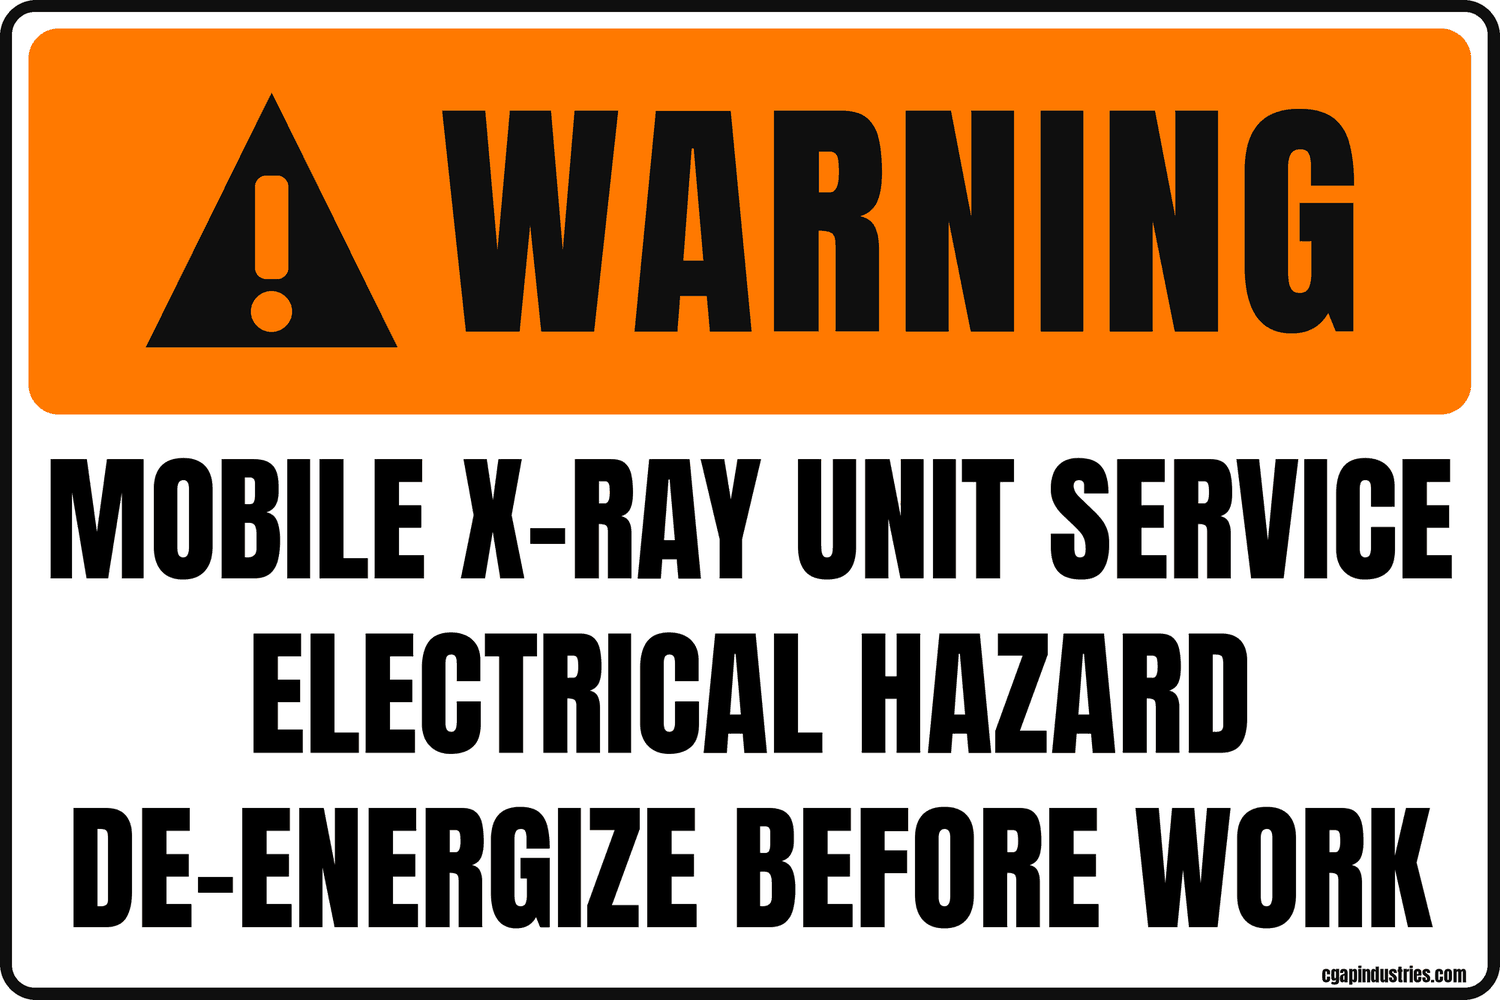 WARNING
MOBILE X-RAY UNIT SERVICE
ELECTRICAL HAZARD
DE-ENERGIZE BEFORE WORK
cgapindustries.com